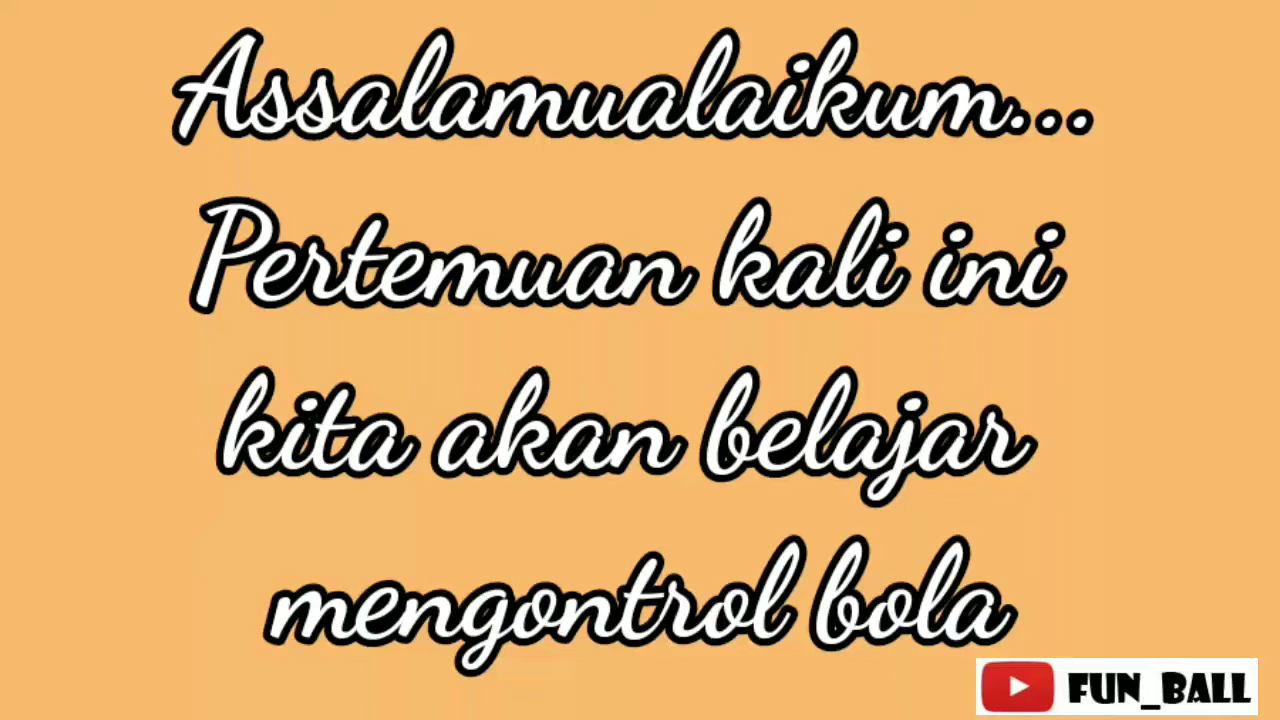 Assalamualaikum...
Pertemuan kali ini
kita akan belajar
mengontrol bola
FUN_BALL